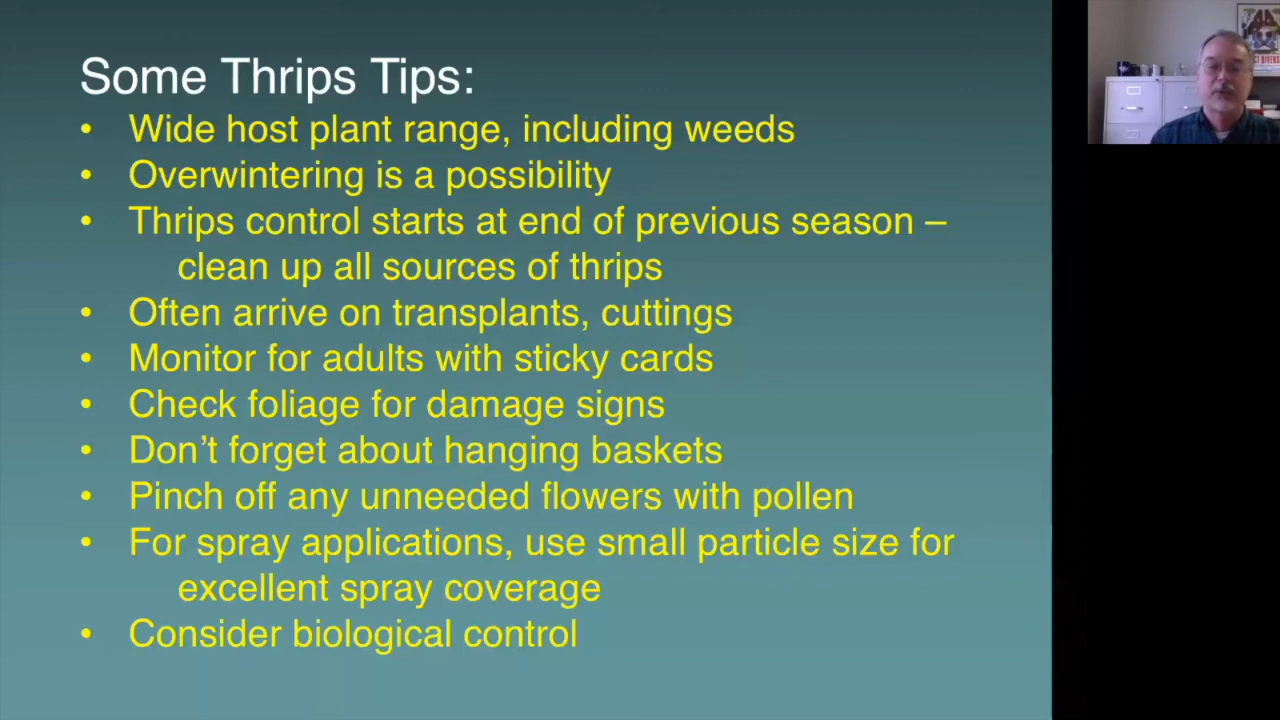 Some Thrips Tips:
• Wide host plant range, including weeds
• Overwintering is a possibility
• Thrips control starts at end of previous season –
clean up all sources of thrips
• Often arrive on transplants, cuttings
• Monitor for adults with sticky cards
• Check foliage for damage signs
• Don’t forget about hanging baskets
• Pinch off any unneeded flowers with pollen
• For spray applications, use small particle size for
excellent spray coverage
• Consider biological control